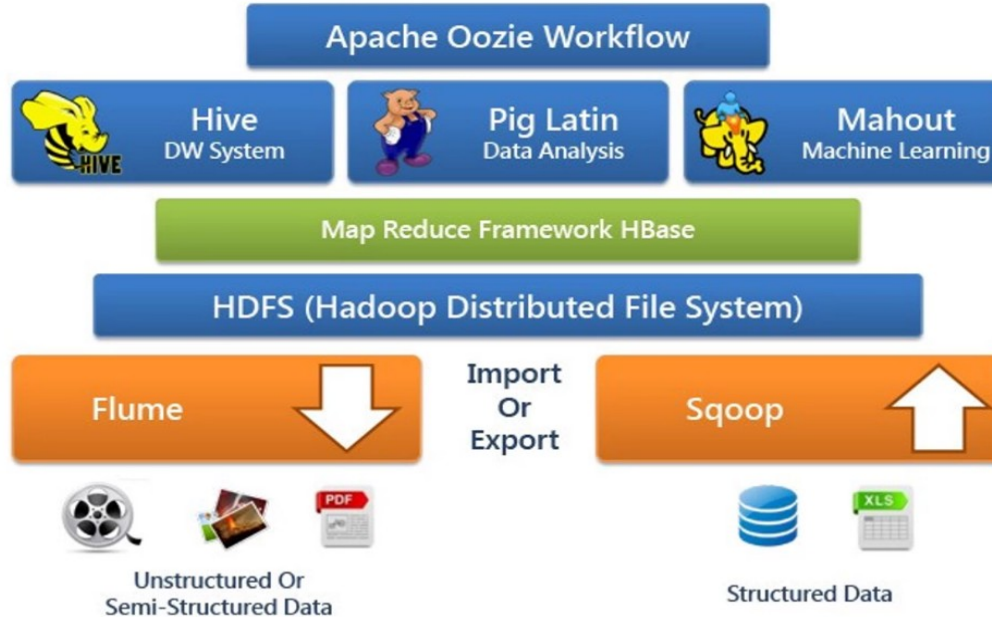 Apache Oozie Workflow
Hive
DW System
HIVE
Pig Latin
Data Analysis
Mahout
Machine Learning
Map Reduce Framework HBase
HDFS (Hadoop Distributed File System)
Flume
Import
Or
Export
Sqoop
PDF
XLS
Unstructured Or
Semi-Structured Data
Structured Data